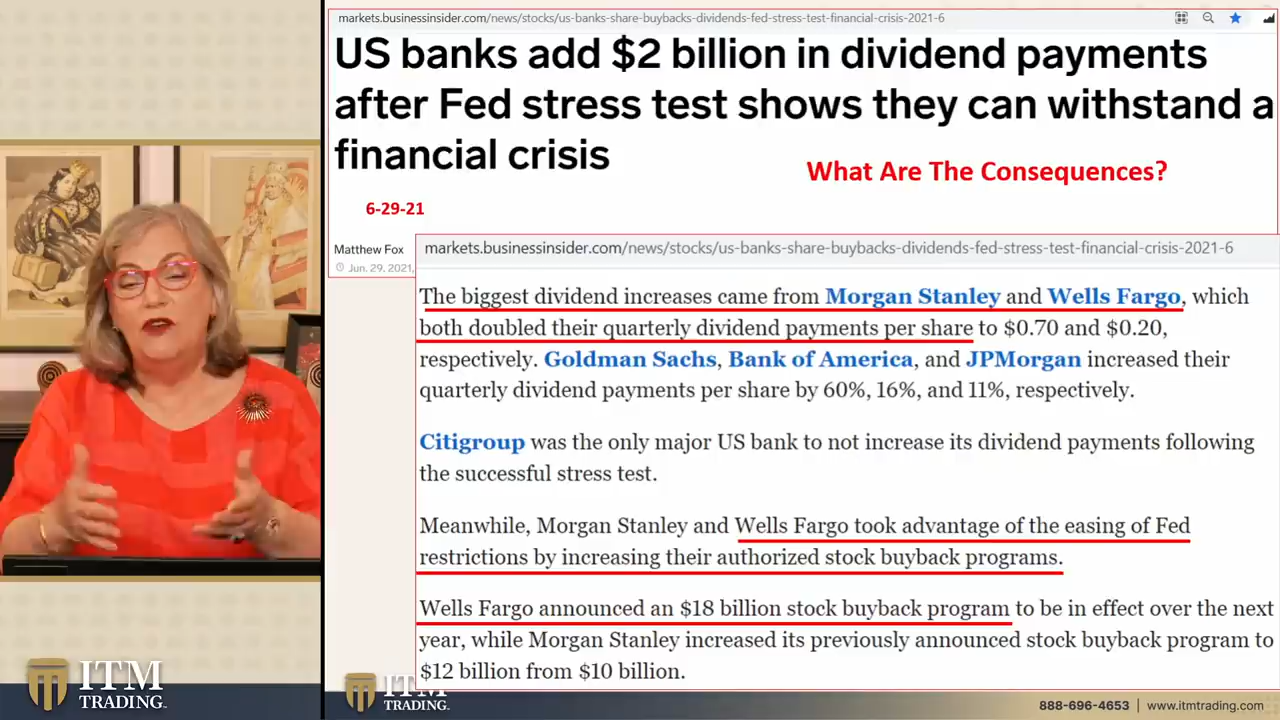 markets.businessinsider.com/news/stocks/us-banks-share-buybacks-dividends-fed-stress-test-financial-crisis-2021-6
US banks add $2 billion in dividend payments
after Fed stress test shows they can withstand a
financial crisis
What Are The Consequences?
6-29-21
Matthew Fox
Jun. 29, 2021,
markets.businessinsider.com/news/stocks/us-banks-share-buybacks-dividends-fed-stress-test-financial-crisis-2021-6
The biggest dividend increases came from Morgan Stanley and Wells Fargo, which
both doubled their quarterly dividend payments per share to $0.70 and $0.20,
respectively. Goldman Sachs, Bank of America, and JPMorgan increased their
quarterly dividend payments per share by 60%, 16%, and 11%, respectively.
Citigroup was the only major US bank to not increase its dividend payments following
the successful stress test.
Meanwhile, Morgan Stanley and Wells Fargo took advantage of the easing of Fed
restrictions by increasing their authorized stock buyback programs.
Wells Fargo announced an $18 billion stock buyback program to be in effect over the next
year, while Morgan Stanley increased its previously announced stock buyback program to
$12 billion from $10 billion.
ITM
TRADING.
ITM
TRADING.
888-696-4653 | www.itmtrading.com